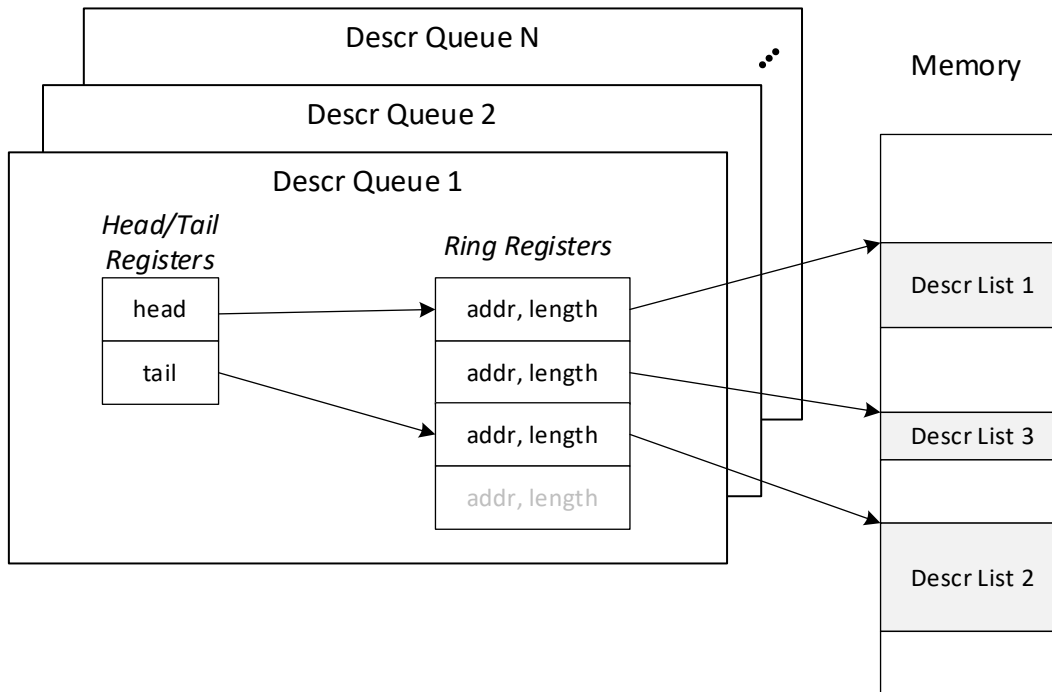 Descr Queue N
Memory
Descr Queue 2
Descr Queue 1
Head/Tail
Registers
Ring Registers
head
tail
addr, length
addr, length
addr, length
addr, length
Descr List 1
Descr List 3
Descr List 2